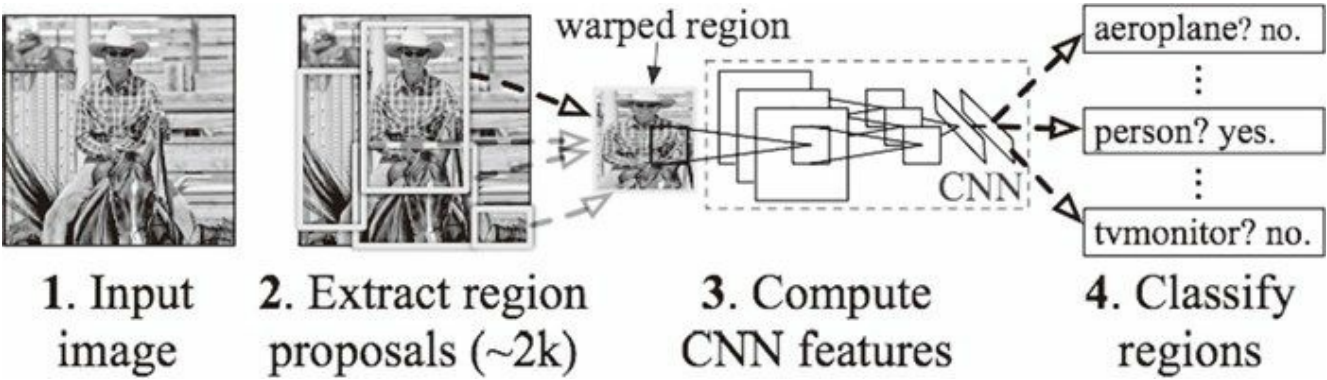 warped region
aeroplane? no.
person? yes.
CNN
tvmonitor? no.
1. Input
image
2. Extract region
proposals (~2k)
3. Compute
CNN features
4. Classify
regions